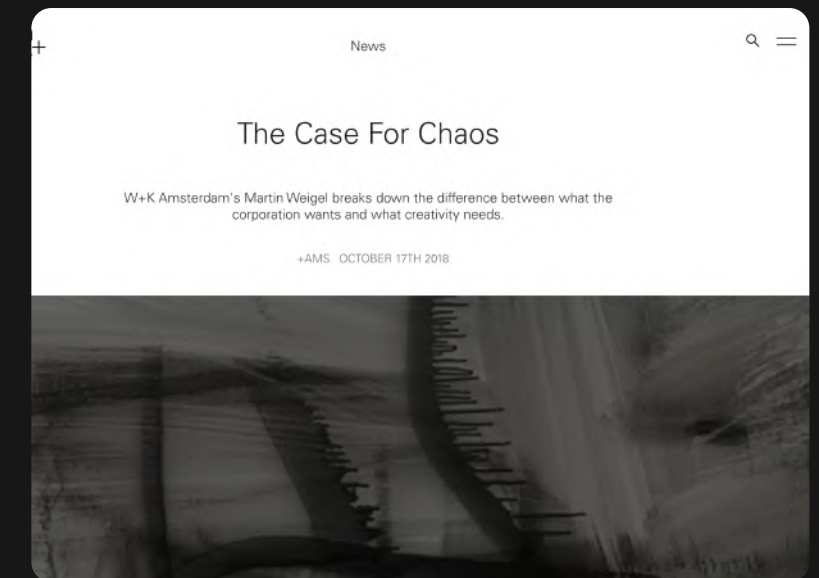 +
News
The Case For Chaos
W+K Amsterdam's Martin Weigel breaks down the difference between what the
corporation wants and what creativity needs.
+AMS OCTOBER 17TH 2018